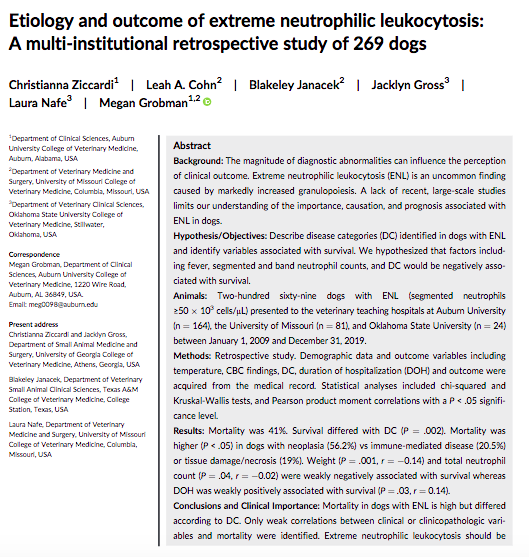 Etiology and outcome of extreme neutrophilic leukocytosis:
A multi-institutional retrospective study of 269 dogs
Christianna Ziccardi1 | Leah A. Cohn2 | Blakeley Janacek2 | Jacklyn Gross3 |
Laura Nafe3 | Megan Grobman1,2
1Department of Clinical Sciences, Auburn
University College of Veterinary Medicine,
Auburn, Alabama, USA
2Department of Veterinary Medicine and
Surgery, University of Missouri College of
Veterinary Medicine, Columbia, Missouri, USA
3Department of Veterinary Clinical Sciences,
Oklahoma State University College of
Veterinary Medicine, Stillwater,
Oklahoma, USA
Correspondence
Megan Grobman, Department of Clinical
Sciences, Auburn University College of
Veterinary Medicine, 1220 Wire Road,
Auburn, AL 36849, USA.
Email: meg0098@auburn.edu
Present address
Christianna Ziccardi and Jacklyn Gross,
Department of Small Animal Medicine and
Surgery, University of Georgia College of
Veterinary Medicine, Athens, Georgia, USA
Blakeley Janacek, Department of Veterinary
Small Animal Clinical Sciences, Texas A&M
College of Veterinary Medicine, College
Station, Texas, USA
Laura Nafe, Department of Veterinary
Medicine and Surgery, University of Missouri
College of Veterinary Medicine, Columbia,
Missouri, USA
Abstract
Background: The magnitude of diagnostic abnormalities can influence the perception
of clinical outcome. Extreme neutrophilic leukocytosis (ENL) is an uncommon finding
caused by markedly increased granulopoiesis. A lack of recent, large-scale studies
limits our understanding of the importance, causation, and prognosis associated with
ENL in dogs.
Hypothesis/Objectives: Describe disease categories (DC) identified in dogs with ENL
and identify variables associated with survival. We hypothesized that factors includ-
ing fever, segmented and band neutrophil counts, and DC would be negatively asso-
ciated with survival.
Animals: Two-hundred sixty-nine dogs with ENL (segmented neutrophils
≥50 × 10³ cells/μL) presented to the veterinary teaching hospitals at Auburn University
(n = 164), the University of Missouri (n = 81), and Oklahoma State University (n = 24)
between January 1, 2009 and December 31, 2019.
Methods: Retrospective study. Demographic data and outcome variables including
temperature, CBC findings, DC, duration of hospitalization (DOH) and outcome were
acquired from the medical record. Statistical analyses included chi-squared and
Kruskal-Wallis tests, and Pearson product moment correlations with a P < .05 signifi-
cance level.
Results: Mortality was 41%. Survival differed with DC (P = .002). Mortality was
higher (P < .05) in dogs with neoplasia (56.2%) vs immune-mediated disease (20.5%)
or tissue damage/necrosis (19%). Weight (P = .001, r = −0.14) and total neutrophil
count (P = .04, r = −0.02) were weakly negatively associated with survival whereas
DOH was weakly positively associated with survival (P = .03, r = 0.14).
Conclusions and Clinical Importance: Mortality in dogs with ENL is high but differed
according to DC. Only weak correlations between clinical or clinicopathologic vari-
ables and mortality were identified. Extreme neutrophilic leukocytosis should be